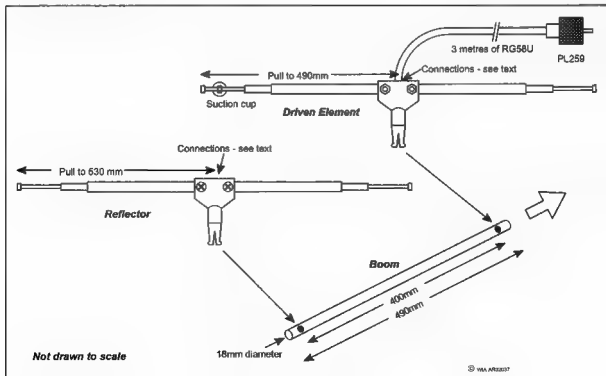 3 metres of RG58U
PL259
Pull to 490mm
Connections - see text
Suction cup
Driven Element
Connections - see text
Pull to 530 mm
Reflector
Boom
400mm
490mm
18mm diameter
Not drawn to scale